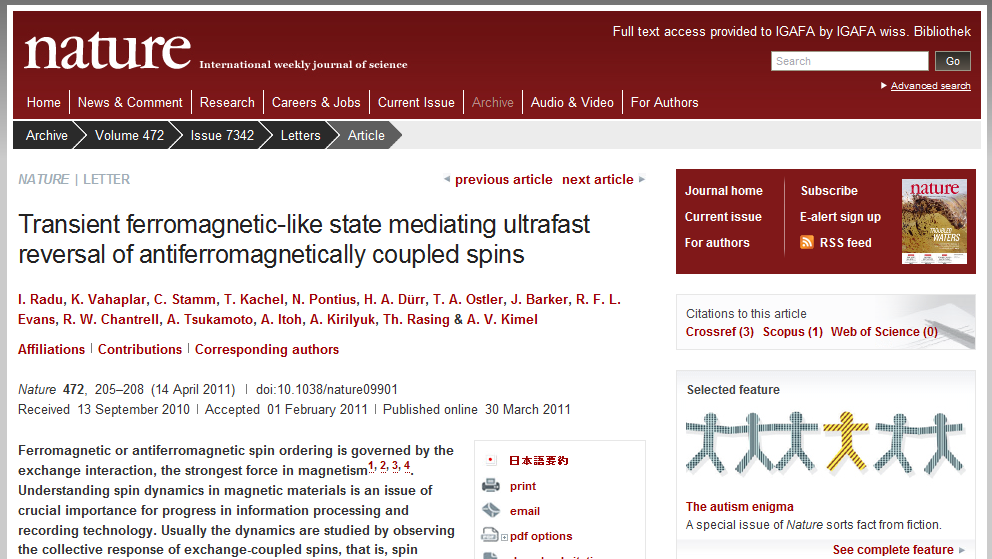 nature International weekly journal of science
Full text access provided to IGAFA by IGAFA wiss. Bibliothek
Search Go
Advanced search
Home News & Comment Research Careers & Jobs Current Issue Archive Audio & Video For Authors
Archive Volume 472 Issue 7342 Letters Article
NATURE | LETTER
previous article next article
Transient ferromagnetic-like state mediating ultrafast
reversal of antiferromagnetically coupled spins
I. Radu, K. Vahaplar, C. Stamm, T. Kachel, N. Pontius, H. A. Dürr, T. A. Ostler, J. Barker, R. F. L.
Evans, R. W. Chantrell, A. Tsukamoto, A. Itoh, A. Kirilyuk, Th. Rasing & A. V. Kimel
Affiliations | Contributions | Corresponding authors
Nature 472, 205–208 (14 April 2011) | doi:10.1038/nature09901
Received 13 September 2010 | Accepted 01 February 2011 | Published online 30 March 2011
Ferromagnetic or antiferromagnetic spin ordering is governed by the
exchange interaction, the strongest force in magnetism1, 2, 3, 4.
Understanding spin dynamics in magnetic materials is an issue of
crucial importance for progress in information processing and
recording technology. Usually the dynamics are studied by observing
the collective response of exchange-coupled spins, that is, spin
日本語要約
print
email
pdf options
Journal home
Current issue
For authors
Subscribe
E-alert sign up
RSS feed
nature
TROUBLED
WATERS
Citations to this article
Crossref (3) Scopus (1) Web of Science (0)
Selected feature
The autism enigma
A special issue of Nature sorts fact from fiction.
See complete feature